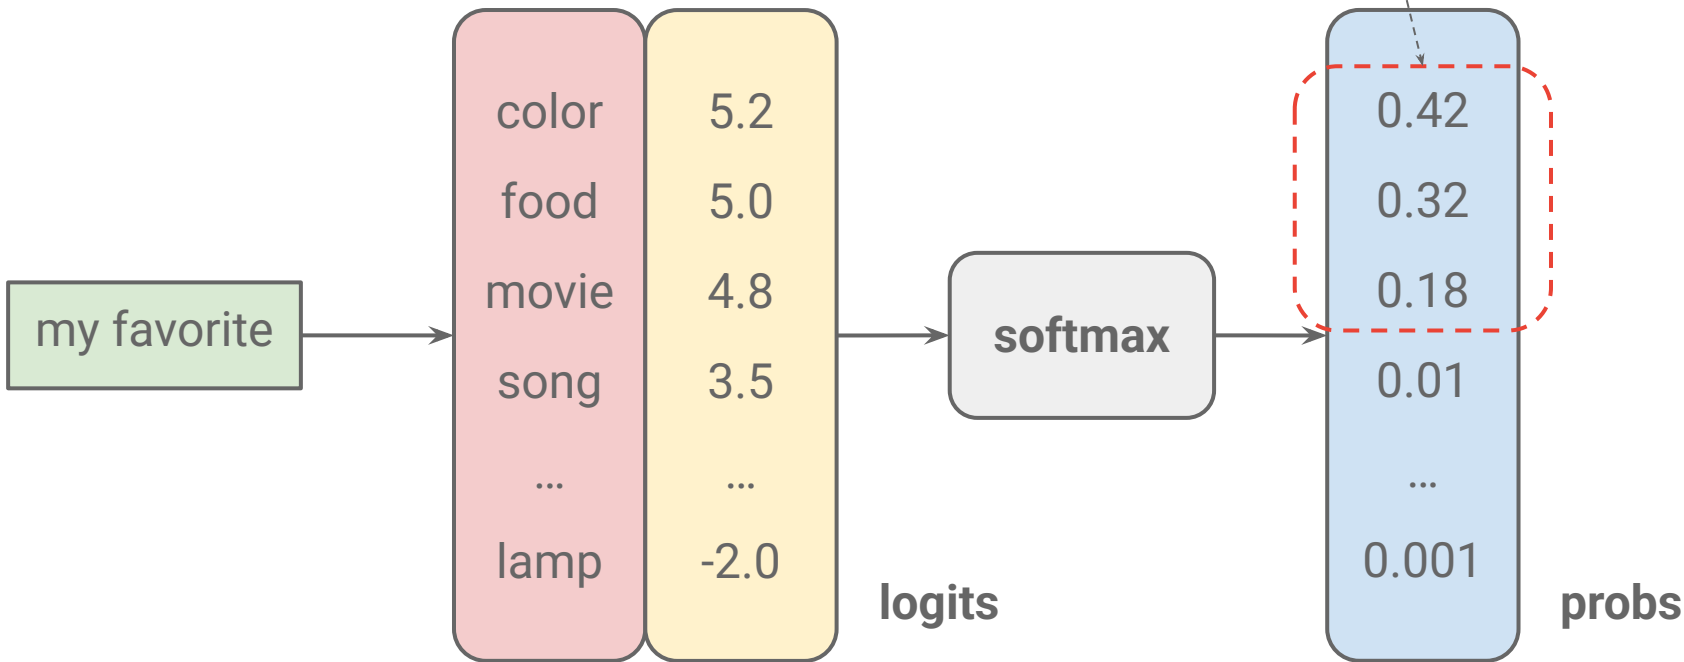 my favorite
color 5.2
food 5.0
movie 4.8
song 3.5
... ...
lamp -2.0
logits
softmax
0.42
0.32
0.18
0.01
...
0.001
probs